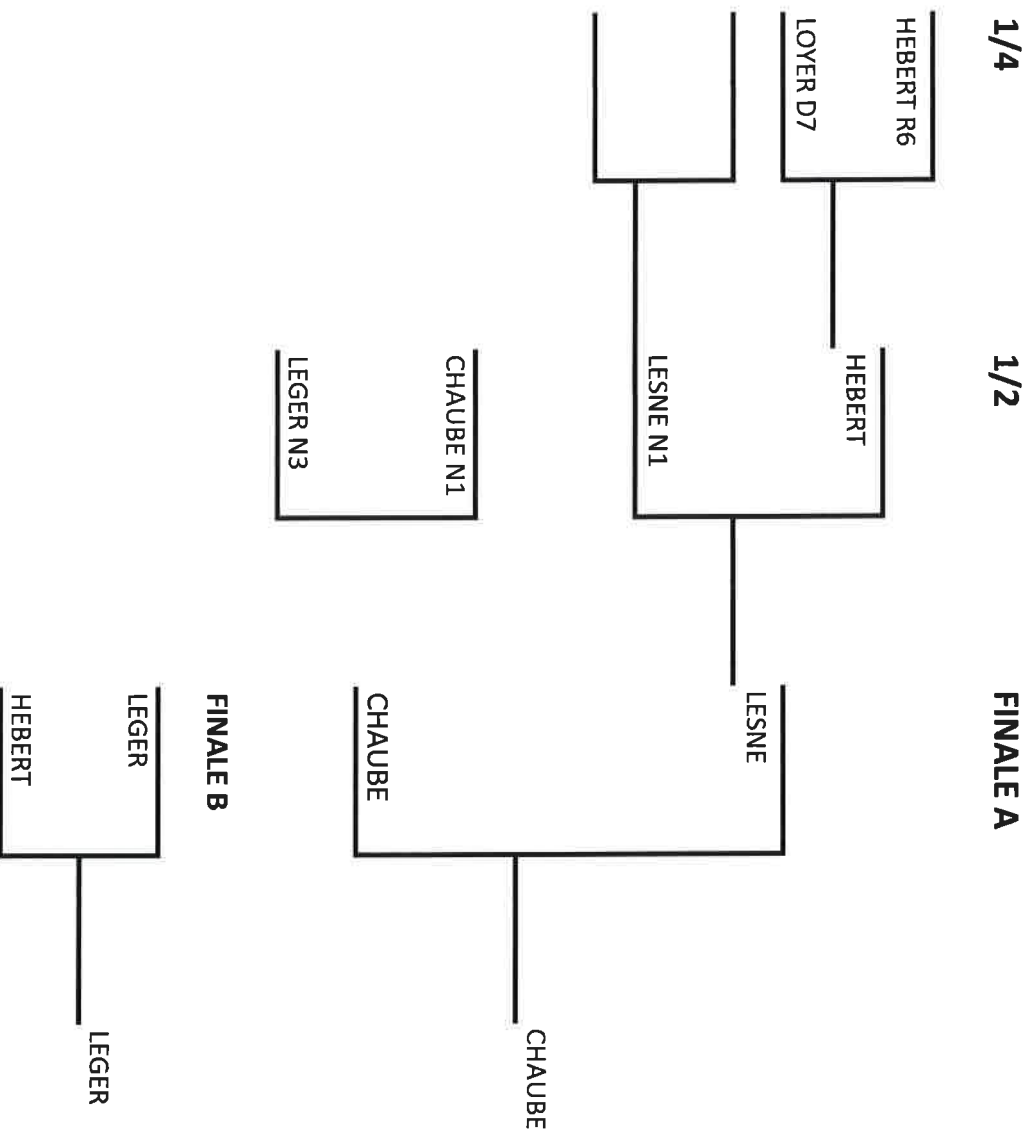 1/4
1/2
FINALE A
HEBERT R6
LOYER D7
HEBERT
LESNE N1
LESNE
CHAUBE
CHAUBE N1
LEGER N3
CHAUBE
FINALE B
LEGER
HEBERT
LEGER